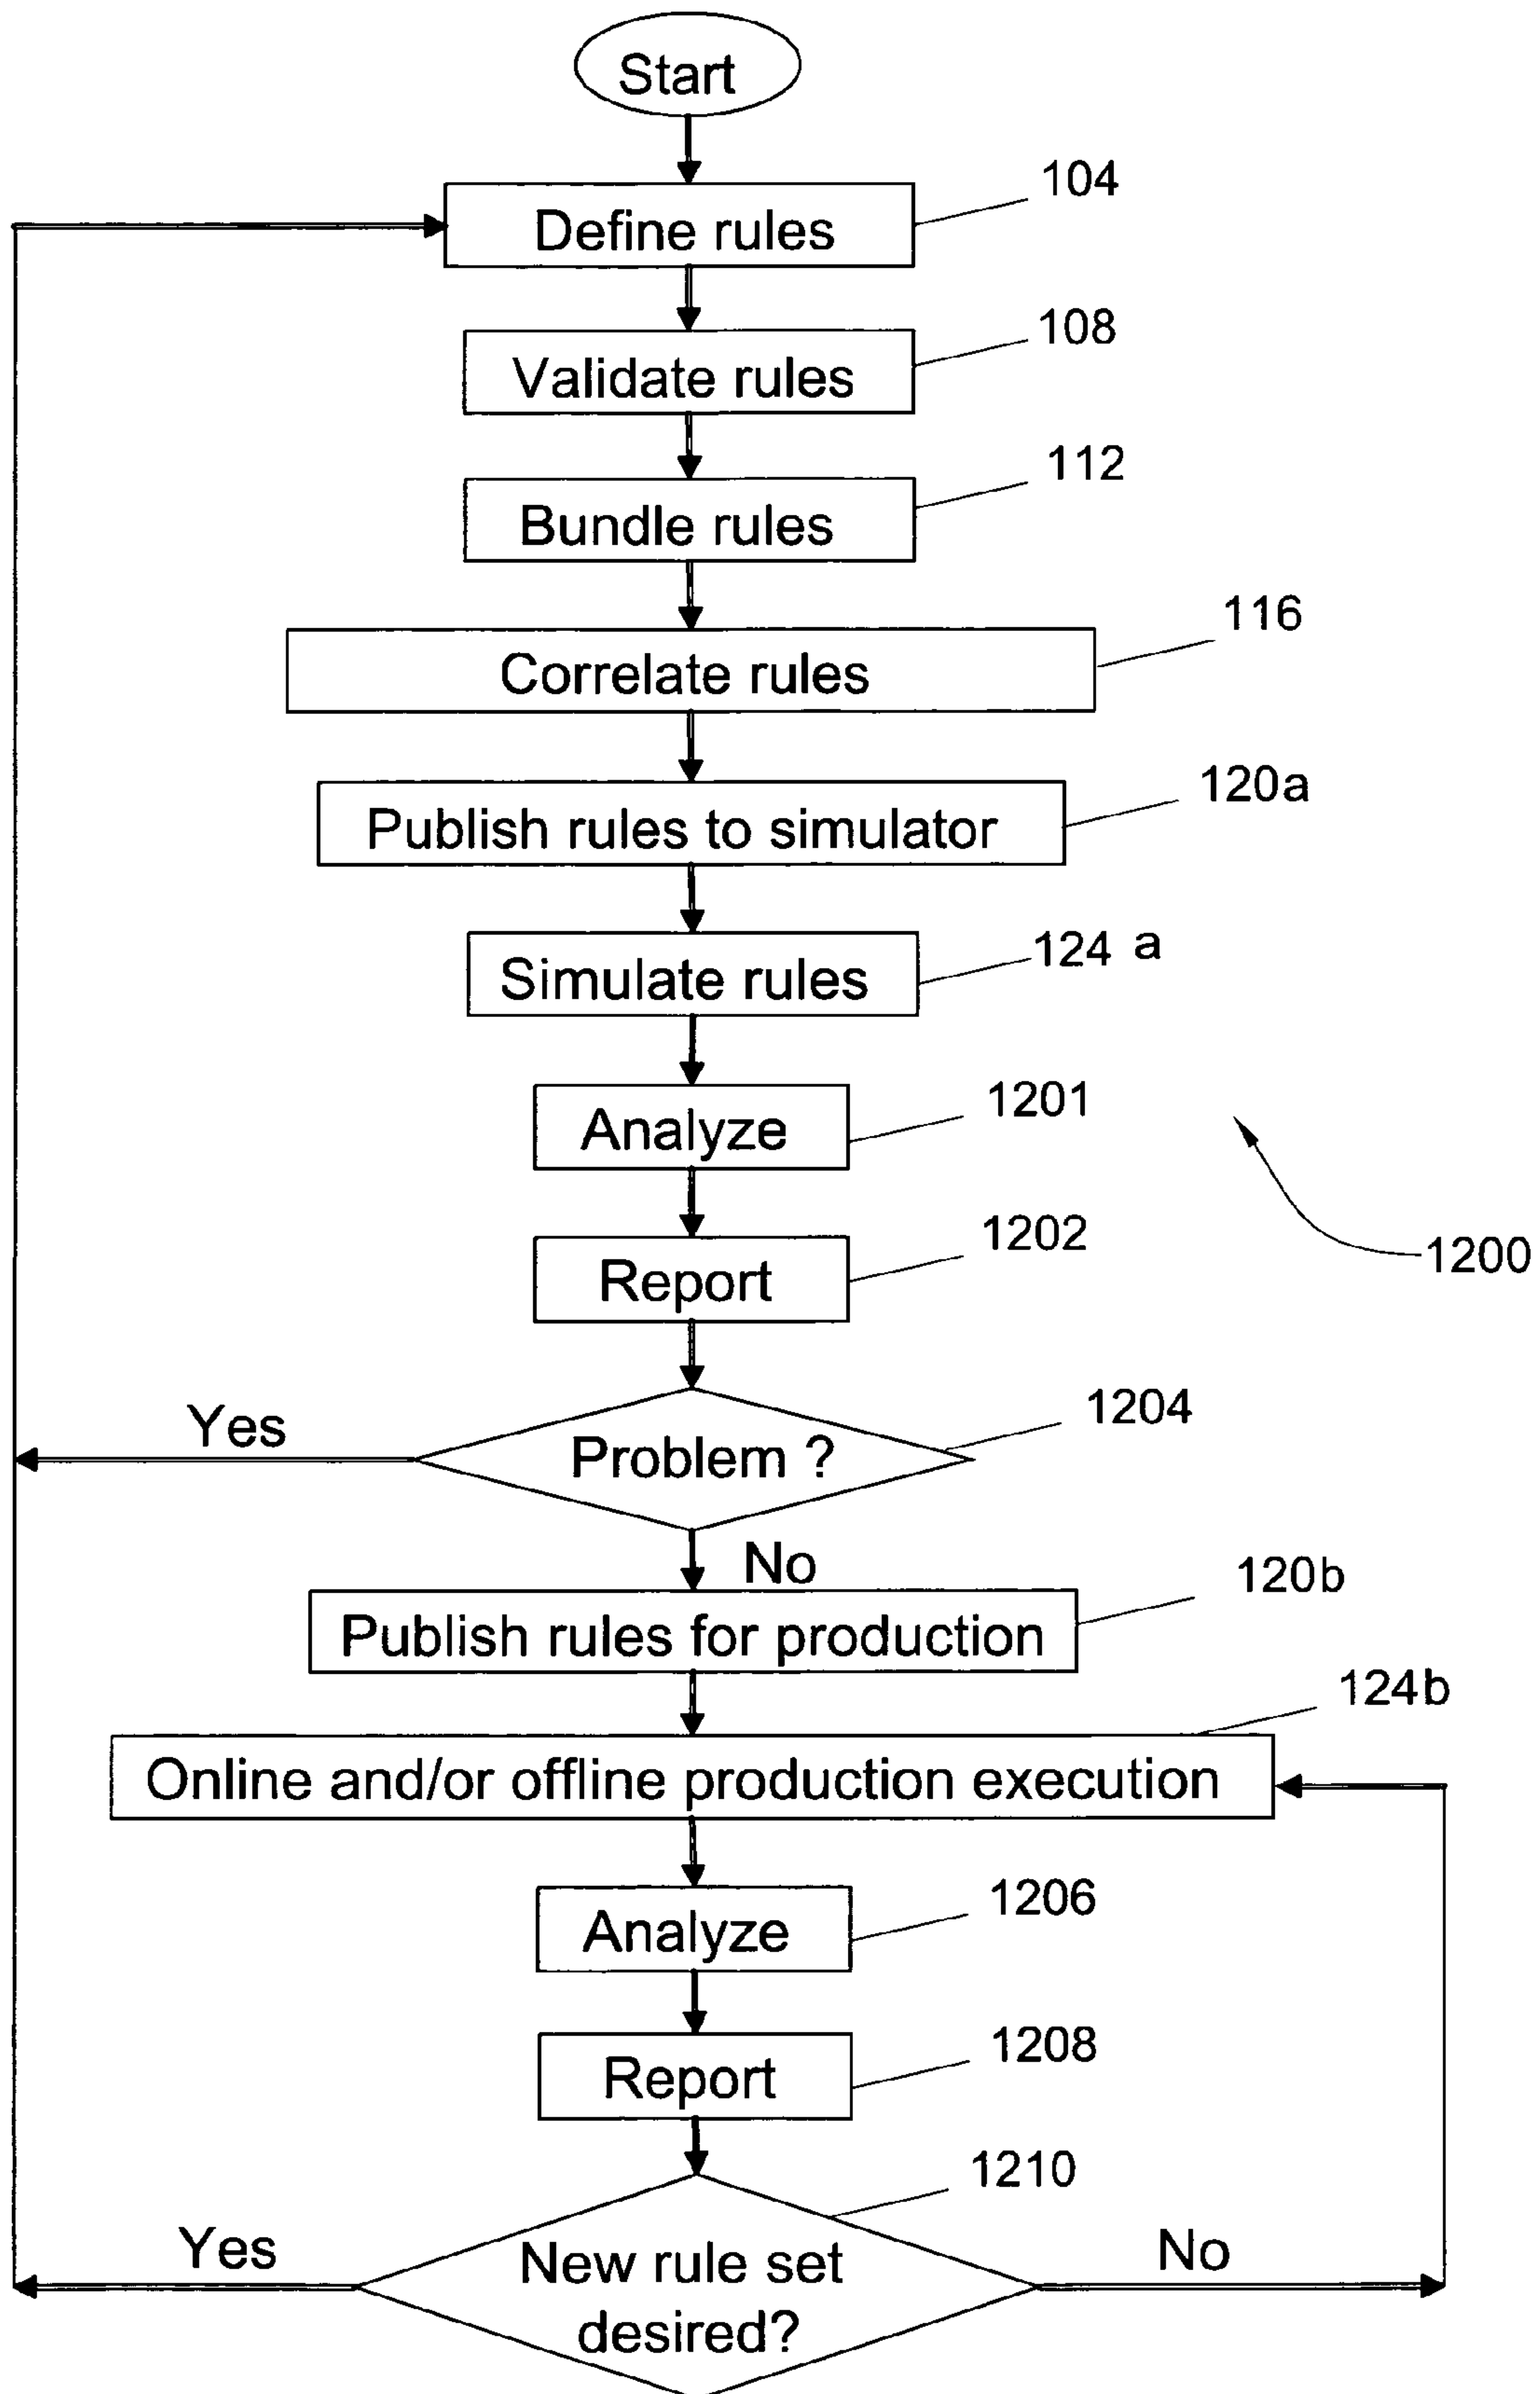 Start
104
Define rules
108
Validate rules
112
Bundle rules
116
Correlate rules
120a
Publish rules to simulator
124 a
Simulate rules
1201
Analyze
1202
Report
1200
1204
Yes
Problem ?
No
120b
Publish rules for production
124b
Online and/or offline production execution
1206
Analyze
1208
Report
1210
Yes
New rule set
desired?
No